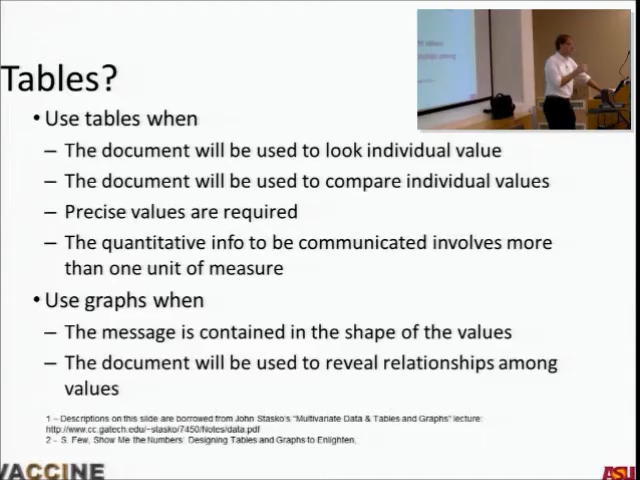 Tables?
• Use tables when
– The document will be used to look individual value
– The document will be used to compare individual values
– Precise values are required
– The quantitative info to be communicated involves more
than one unit of measure
• Use graphs when
– The message is contained in the shape of the values
– The document will be used to reveal relationships among
values
1 – Descriptions on this slide are borrowed from John Stasko's "Multivariate Data & Tables and Graphs" lecture:
http://www.cc.gatech.edu/~stasko/7450/Notes/data.pdf
2 – S. Few, Show Me the Numbers: Designing Tables and Graphs to Enlighten.
VACCINE
ASU